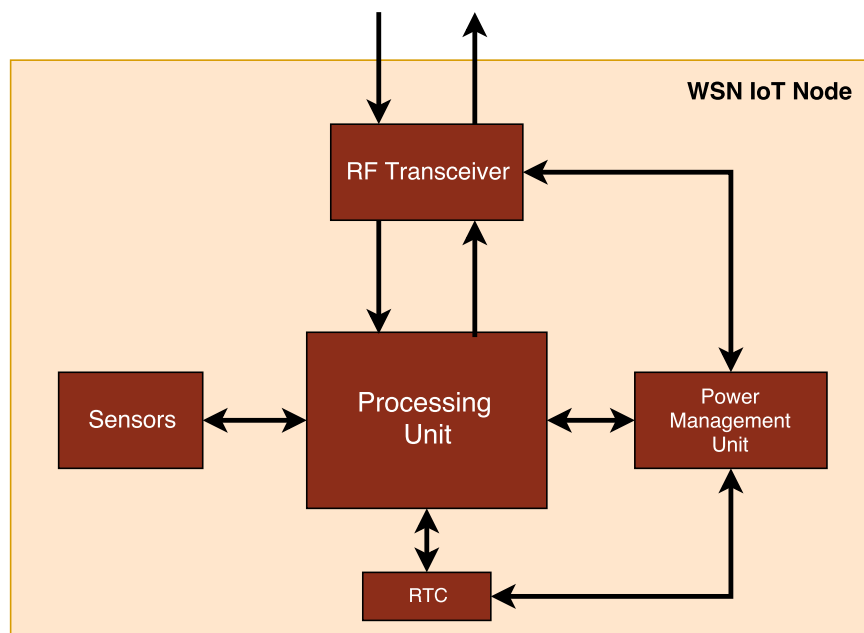 WSN IoT Node
RF Transceiver
Sensors
Processing
Unit
Power
Management
Unit
RTC